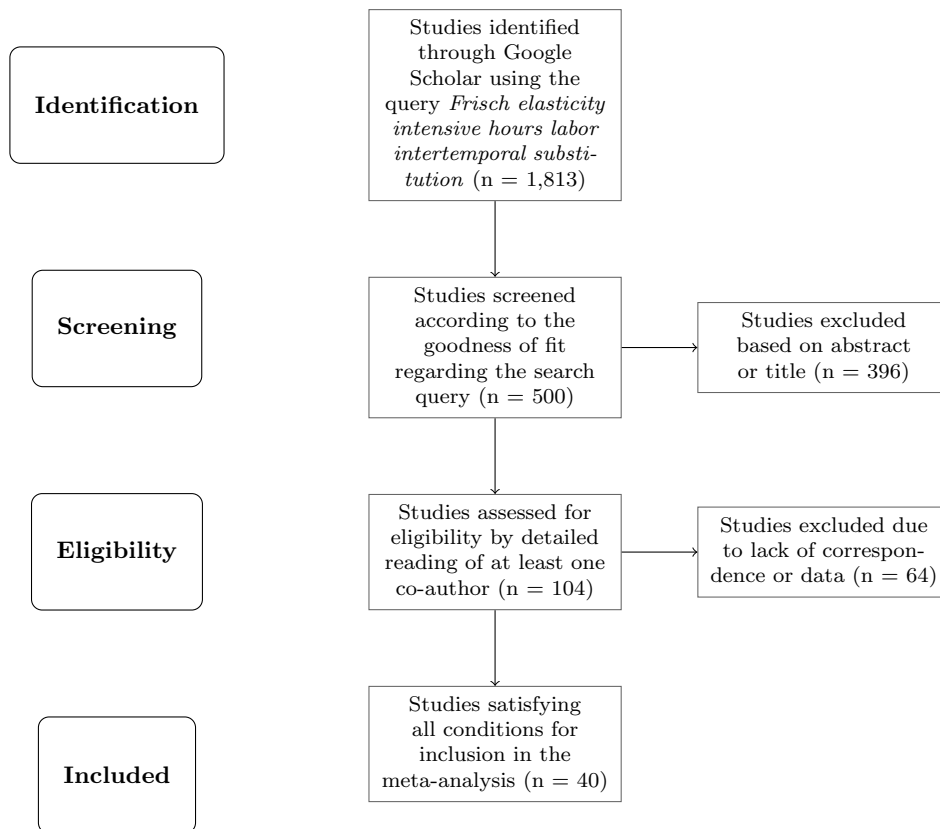 Identification
Studies identified
through Google
Scholar using the
query Frisch elasticity
intensive hours labor
intertemporal substi-
tution (n = 1,813)
Screening
Studies screened
according to the
goodness of fit
regarding the search
query (n = 500)
Studies excluded
based on abstract
or title (n = 396)
Eligibility
Studies assessed for
eligibility by detailed
reading of at least one
co-author (n = 104)
Studies excluded due
to lack of correspon-
dence or data (n = 64)
Included
Studies satisfying
all conditions for
inclusion in the
meta-analysis (n = 40)